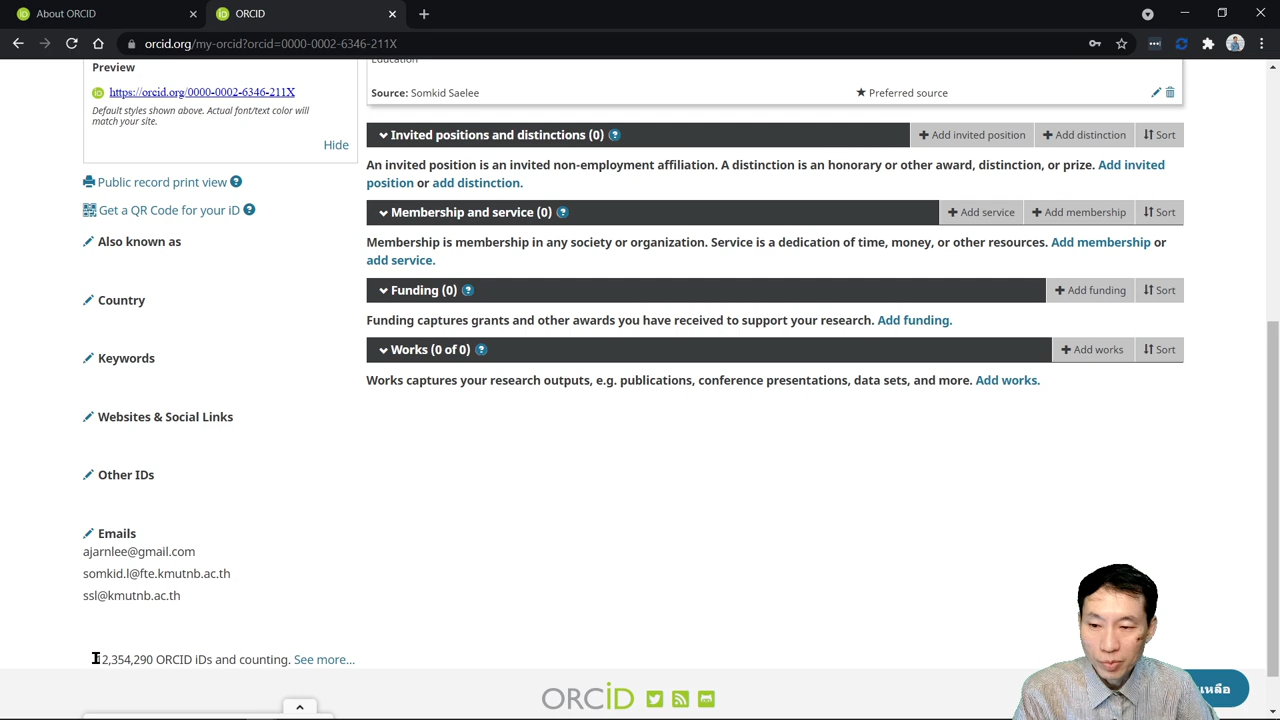 About ORCID
ORCID
orcid.org/my-orcid?orcid=0000-0002-6346-211X
Preview
https://orcid.org/0000-0002-6346-211X
Default styles shown above. Actual font/text color will
match your site.
Hide
Public record print view
Get a QR Code for your iD
Also known as
Country
Keywords
Websites & Social Links
Other IDs
Emails
ajarnlee@gmail.com
somkid.l@fte.kmutnb.ac.th
ssl@kmutnb.ac.th
2,354,290 ORCID iDs and counting. See more...
Education
Source: Somkid Saelee
★ Preferred source
Invited positions and distinctions (0)
Add invited position
Add distinction
Sort
An invited position is an invited non-employment affiliation. A distinction is an honorary or other award, distinction, or prize. Add invited
position or add distinction.
Membership and service (0)
Add service
Add membership
Sort
Membership is membership in any society or organization. Service is a dedication of time, money, or other resources. Add membership or
add service.
Funding (0)
Add funding
Sort
Funding captures grants and other awards you have received to support your research. Add funding.
Works (0 of 0)
Add works
Sort
Works captures your research outputs, e.g. publications, conference presentations, data sets, and more. Add works.
ORCID